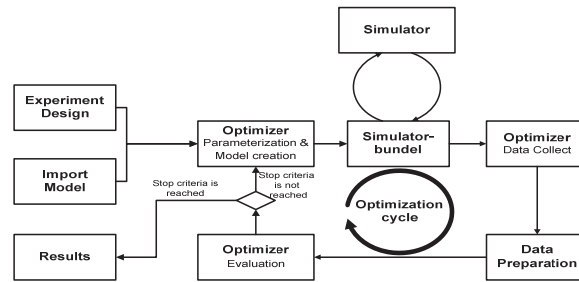 Simulator
Experiment
Design
Optimizer
Parameterization &
Model creation
Simulator-
bundel
Optimizer
Data Collect
Import
Model
Stop criteria is
reached
Stop criteria
is not
reached
Optimization
cycle
Results
Optimizer
Evaluation
Data
Preparation